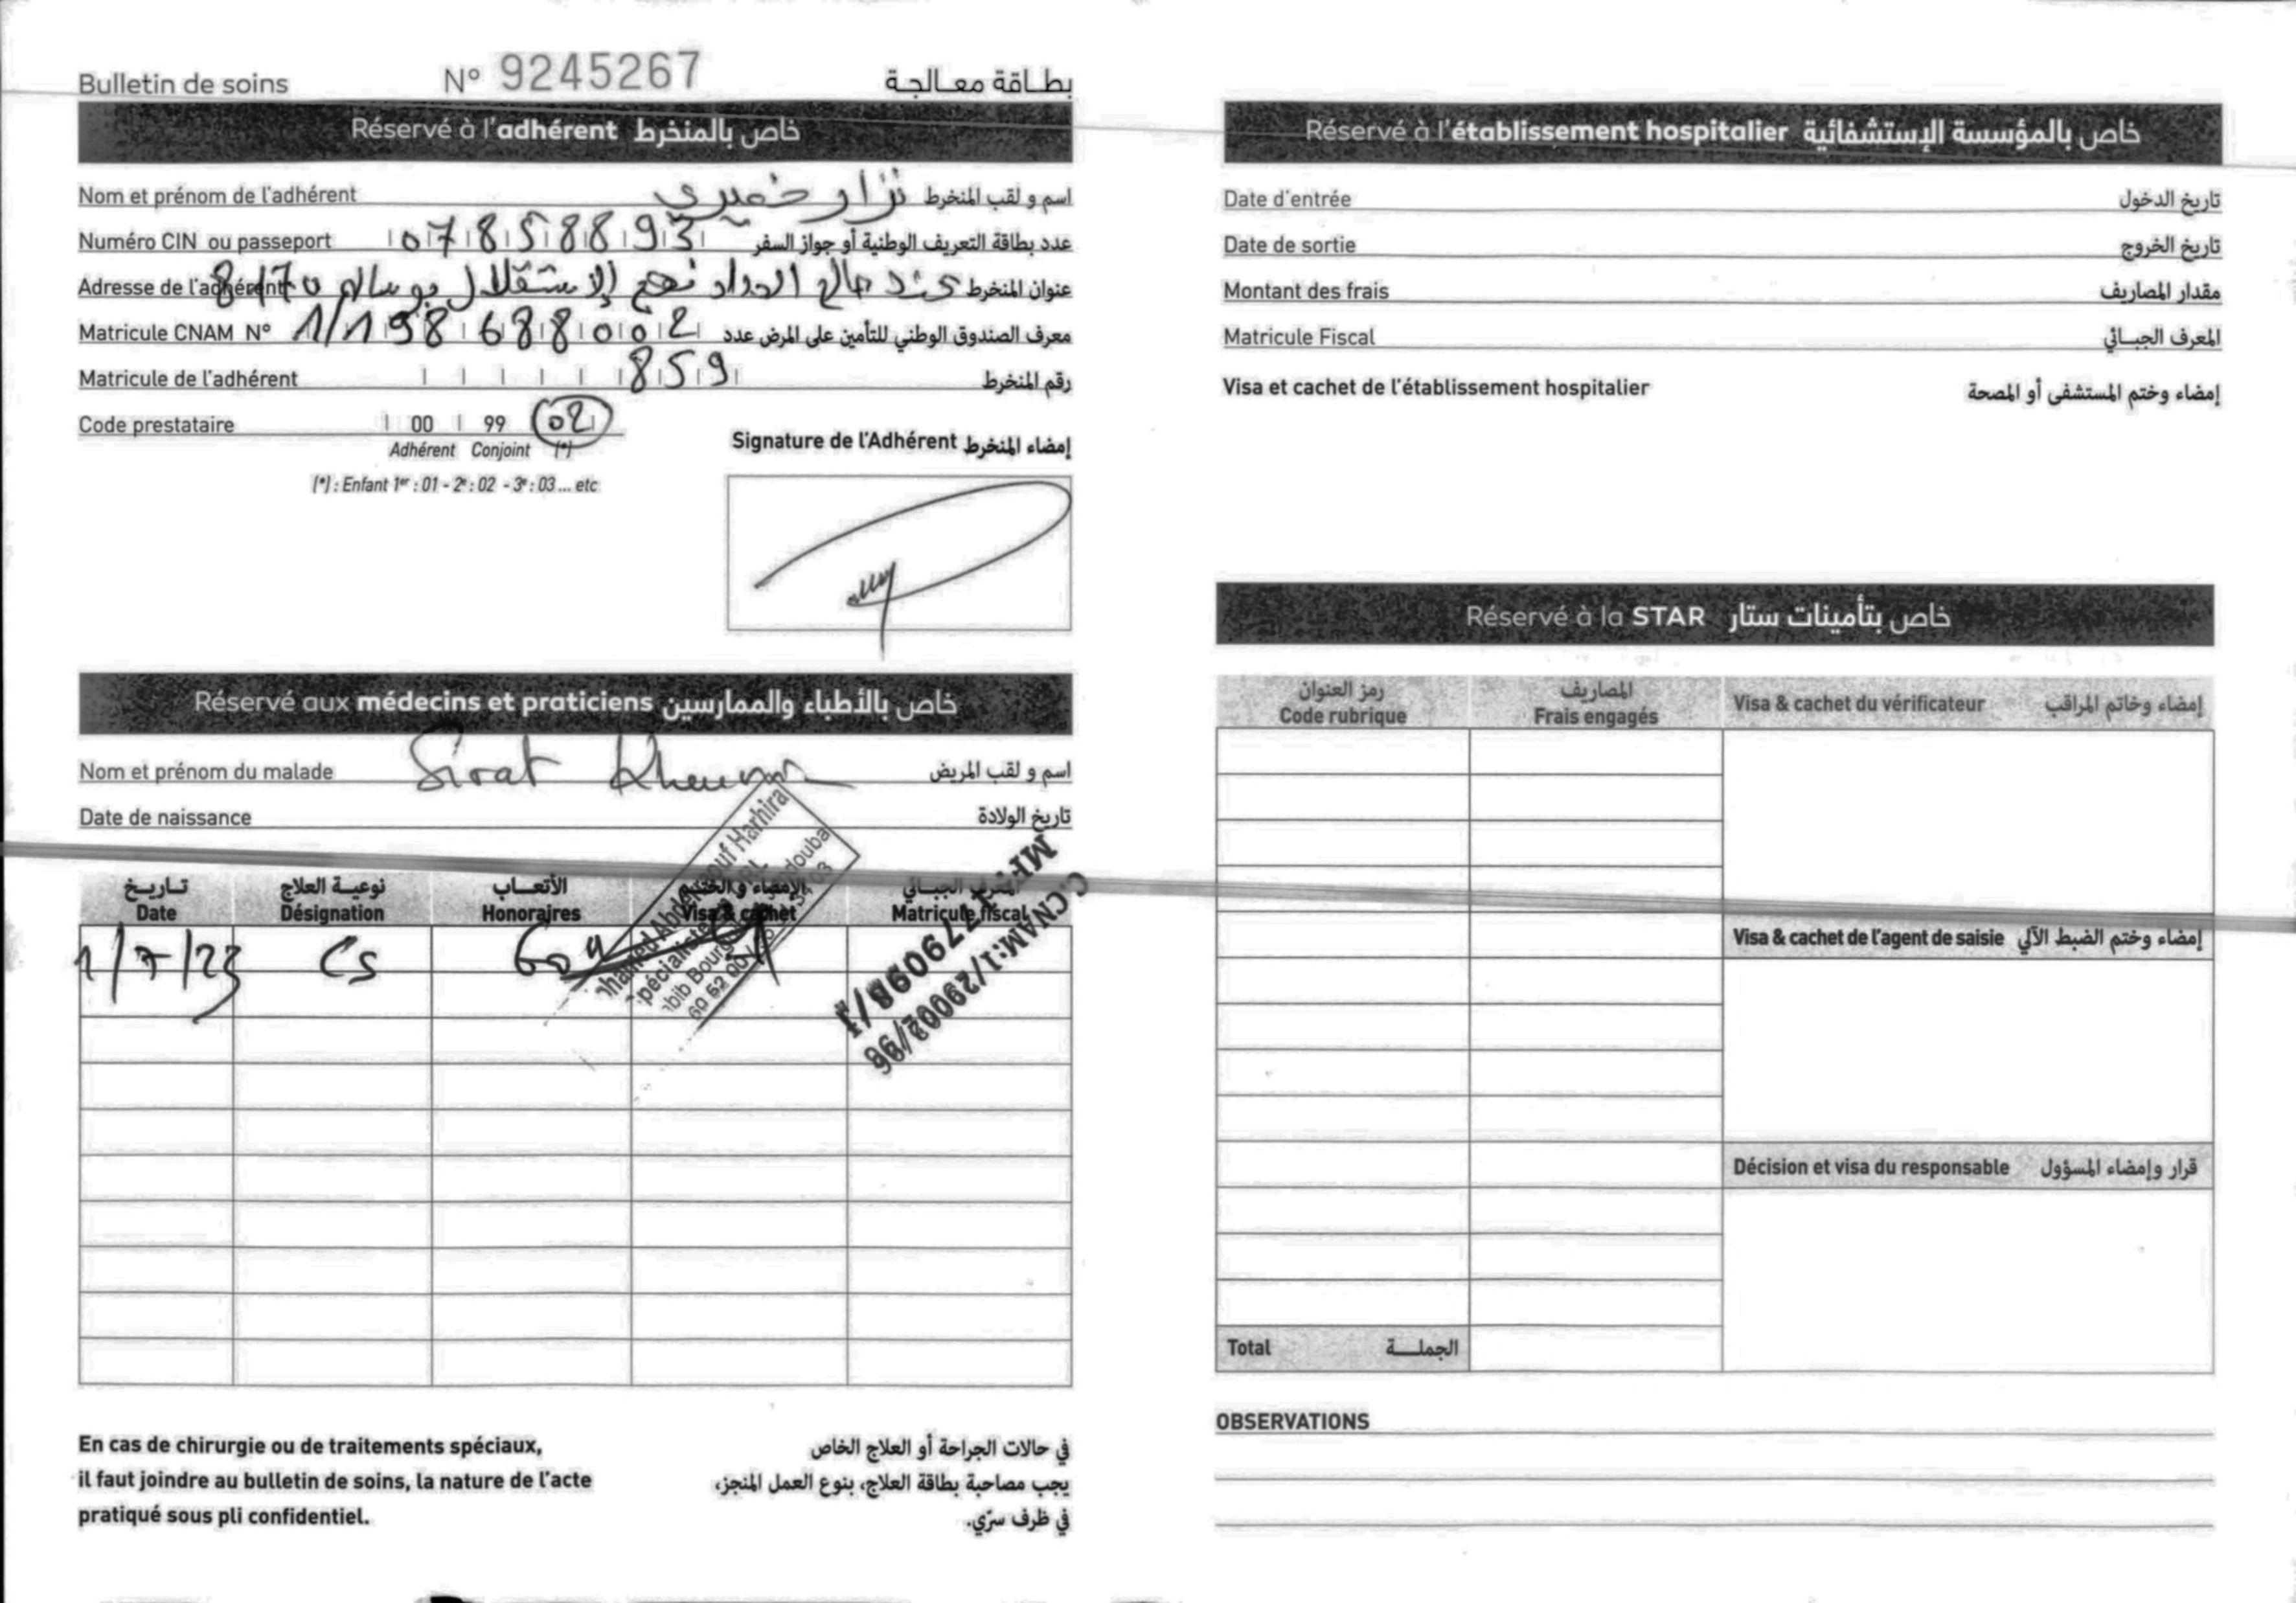 Bulletin de soins N° 9245267 بطاقة معالجة
Réservé à l'adhérent خاص بالمنخرط
Nom et prénom de l'adhérent نزار خميري اسم و لقب المنخرط
Numéro CIN ou passeport 07858893 عدد بطاقة التعريف الوطنية أو جواز السفر
Adresse de l'adhérent عند صالح الحداد نهج الإستقلال بوسالم 8170 عنوان المنخرط
Matricule CNAM N° 1/198688002 معرف الصندوق الوطني للتأمين على المرض عدد
Matricule de l'adhérent 859 رقم المنخرط
Code prestataire 00 99 02
Adhérent Conjoint (*)
(*) : Enfant 1er : 01 - 2e : 02 - 3e : 03 ... etc
Signature de l'Adhérent إمضاء المنخرط
Réservé aux médecins et praticiens خاص بالأطباء والممارسين
Nom et prénom du malade Sirat اسم و لقب المريض
Date de naissance تاريخ الولادة
تاريخ نوعية العلاج الأتعاب الإمضاء و الختم المعرف الجبائي
Date Désignation Honoraires Visa & cachet Matricule fiscal
1/7/23 Cs
C.CNAM:1/29002/96
En cas de chirurgie ou de traitements spéciaux,
il faut joindre au bulletin de soins, la nature de l'acte
pratiqué sous pli confidentiel.
في حالات الجراحة أو العلاج الخاص
يجب مصاحبة بطاقة العلاج، بنوع العمل المنجز،
في ظرف سرّي.
Réservé à l'établissement hospitalier خاص بالمؤسسة الإستشفائية
Date d'entrée تاريخ الدخول
Date de sortie تاريخ الخروج
Montant des frais مقدار المصاريف
Matricule Fiscal المعرف الجبائي
Visa et cachet de l'établissement hospitalier إمضاء وختم المستشفى أو المصحة
Réservé à la STAR خاص بتأمينات ستار
رمز العنوان المصاريف
Code rubrique Frais engagés Visa & cachet du vérificateur إمضاء وخاتم المراقب
Visa & cachet de l'agent de saisie إمضاء وختم الضبط الآلي
Décision et visa du responsable قرار وإمضاء المسؤول
Total الجملة
OBSERVATIONS